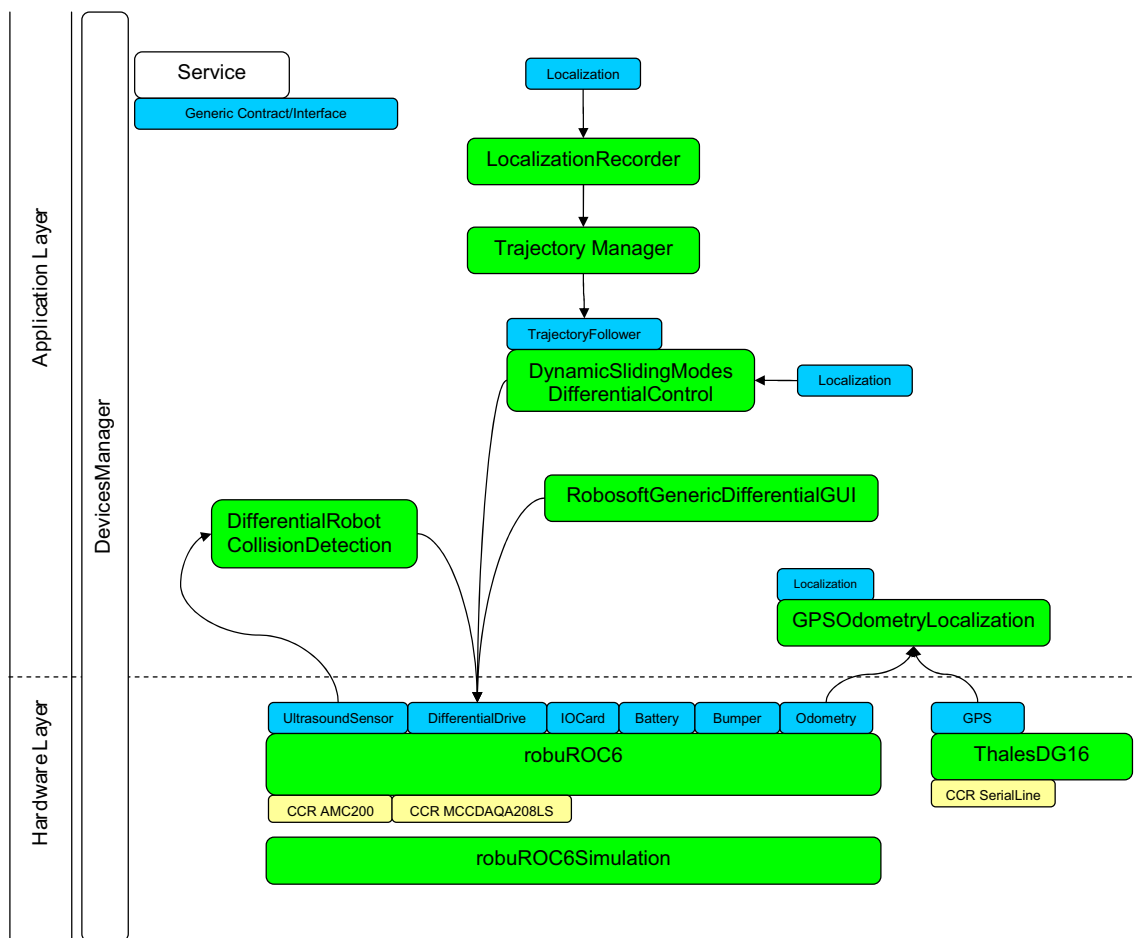 Application Layer
DevicesManager
Service
Generic Contract/Interface
Localization
LocalizationRecorder
Trajectory Manager
TrajectoryFollower
DynamicSlidingModes
DifferentialControl
Localization
RobosoftGenericDifferentialGUI
DifferentialRobot
CollisionDetection
Localization
GPSOdometryLocalization
Hardware Layer
UltrasoundSensor
DifferentialDrive
IOCard
Battery
Bumper
Odometry
GPS
robuROC6
ThalesDG16
CCR AMC200
CCR MCCDAQA208LS
CCR SerialLine
robuROC6Simulation